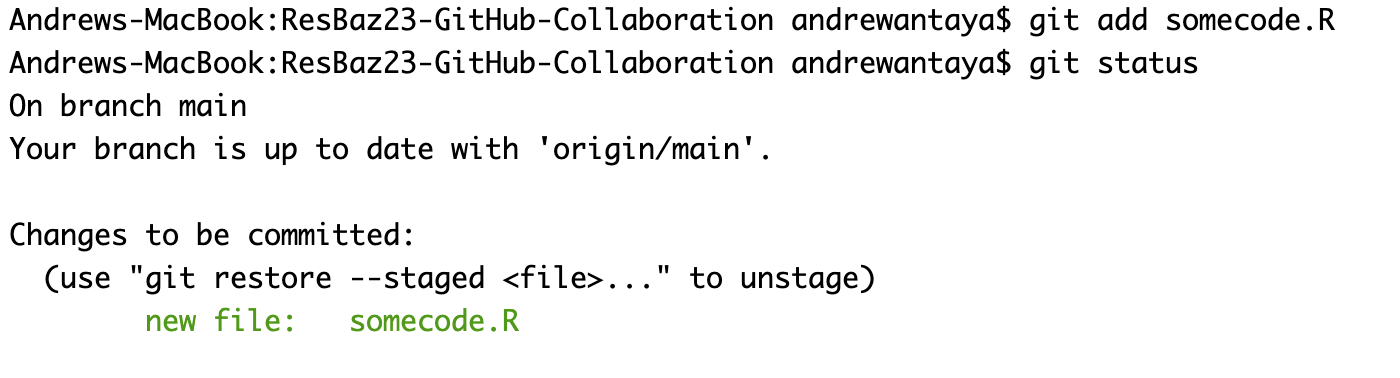 Andrews-MacBook:ResBaz23-GitHub-Collaboration andrewantaya$ git add somecode.R
Andrews-MacBook:ResBaz23-GitHub-Collaboration andrewantaya$ git status
On branch main
Your branch is up to date with 'origin/main'.

Changes to be committed:
  (use "git restore --staged <file>..." to unstage)
        new file:   somecode.R